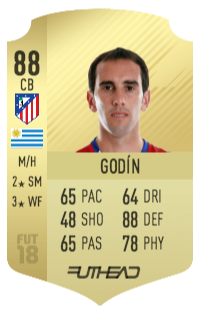 88
CB
M/H
2★ SM
3★ WF
GODÍN
65 PAC 64 DRI
48 SHO 88 DEF
65 PAS 78 PHY
FUT
18
FUTHEAD